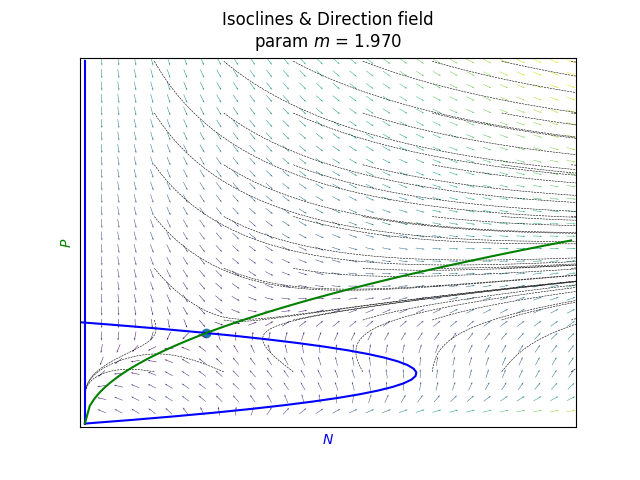 Isoclines & Direction field
param m = 1.970
P
N